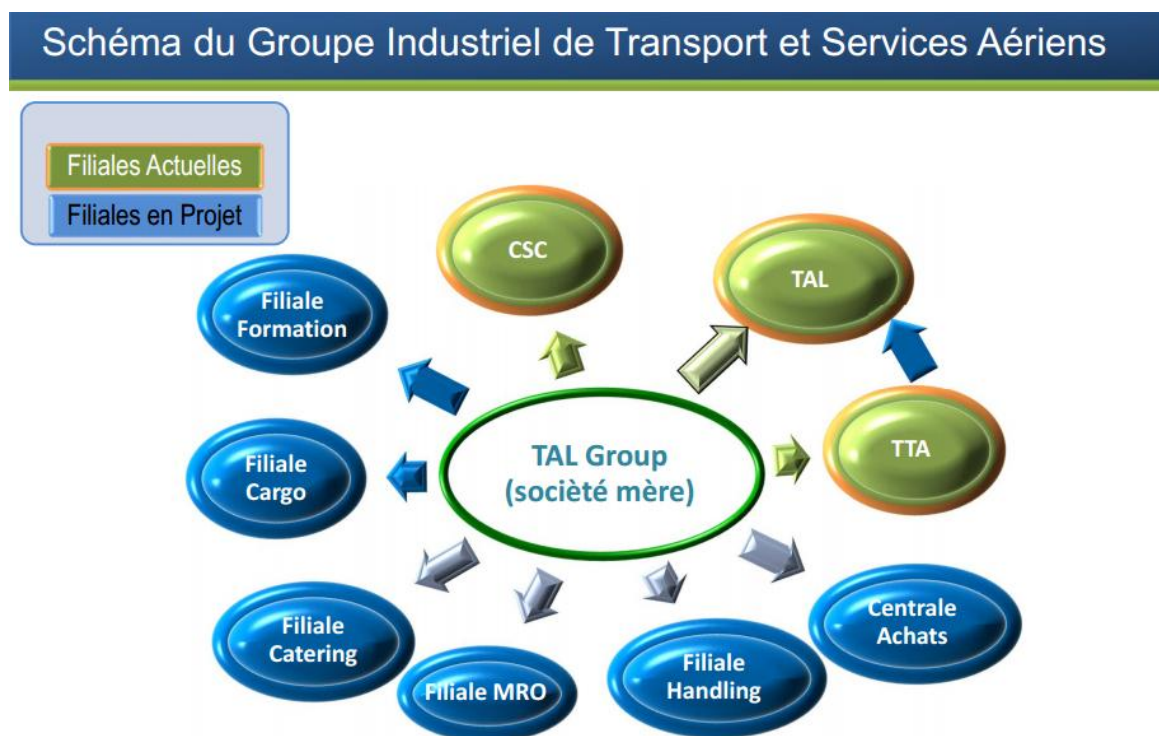 Schéma du Groupe Industriel de Transport et Services Aériens
Filiales Actuelles
Filiales en Projet
CSC
TAL
Filiale
Formation
TTA
Filiale
Cargo
TAL Group
(socièté mère)
Centrale
Achats
Filiale
Catering
Filiale MRO
Filiale
Handling